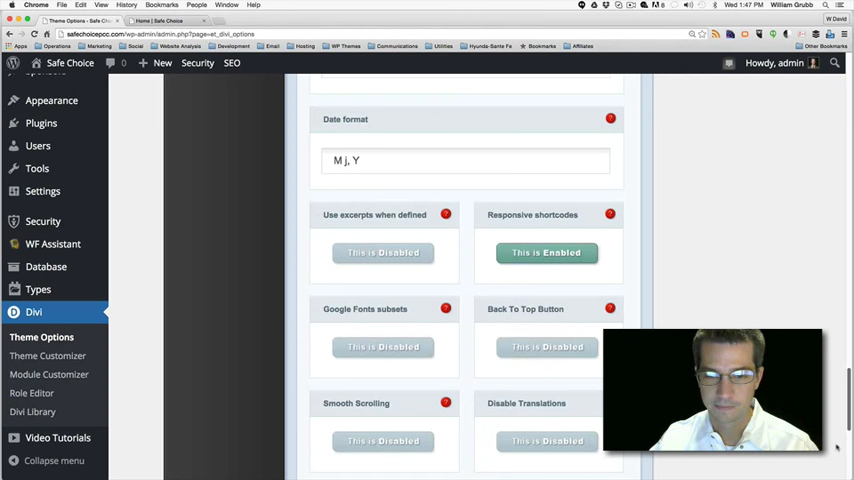 Chrome File Edit View History Bookmarks People Window Help
Wed 1:47 PM William Grubb
Theme Options ‹ Safe Choi
Home | Safe Choice
W David
safechoicepcc.com/wp-admin/admin.php?page=et_divi_options
Apps Operations Marketing Website Social Analytics Development Email Hosting WP Themes Communications Utilities Hyundai-Sante Fe Bookmarks Affiliates Other Bookmarks
Safe Choice 0 New Security SEO Howdy, admin
Appearance
Plugins
Users
Tools
Settings
Security
WF Assistant
Database
Types
Divi
Theme Options
Theme Customizer
Module Customizer
Role Editor
Divi Library
Video Tutorials
Collapse menu
Date format
M j, Y
Use excerpts when defined
This is Disabled
Responsive shortcodes
This is Enabled
Google Fonts subsets
This is Disabled
Back To Top Button
This is Disabled
Smooth Scrolling
This is Disabled
Disable Translations
This is Disabled